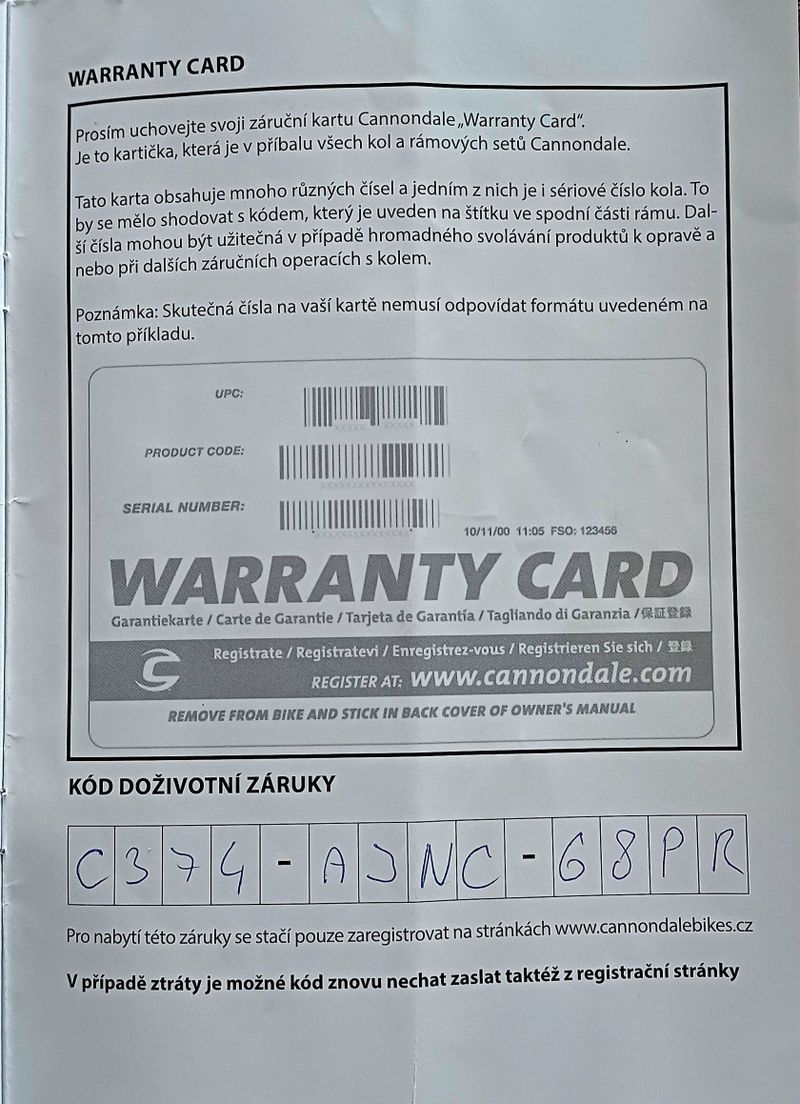 WARRANTY CARD
Prosím uchovejte svoji záruční kartu Cannondale „Warranty Card“.
Je to kartička, která je v příbalu všech kol a rámových setů Cannondale.
Tato karta obsahuje mnoho různých čísel a jedním z nich je i sériové číslo kola. To
by se mělo shodovat s kódem, který je uveden na štítku ve spodní části rámu. Dal-
ší čísla mohou být užitečná v případě hromadného svolávání produktů k opravě a
nebo při dalších záručních operacích s kolem.
Poznámka: Skutečná čísla na vaší kartě nemusí odpovídat formátu uvedeném na
tomto příkladu.
UPC:
PRODUCT CODE:
SERIAL NUMBER:
10/11/00 11:05 FSO: 123456
WARRANTY CARD
Garantiekarte / Carte de Garantie / Tarjeta de Garantía / Tagliando di Garanzia / 保証登録
Registrate / Registratevi / Enregistrez-vous / Registrieren Sie sich / 登録
REGISTER AT: www.cannondale.com
REMOVE FROM BIKE AND STICK IN BACK COVER OF OWNER'S MANUAL
KÓD DOŽIVOTNÍ ZÁRUKY
C374-AJNC-68PR
Pro nabytí této záruky se stačí pouze zaregistrovat na stránkách www.cannondalebikes.cz
V případě ztráty je možné kód znovu nechat zaslat taktéž z registrační stránky